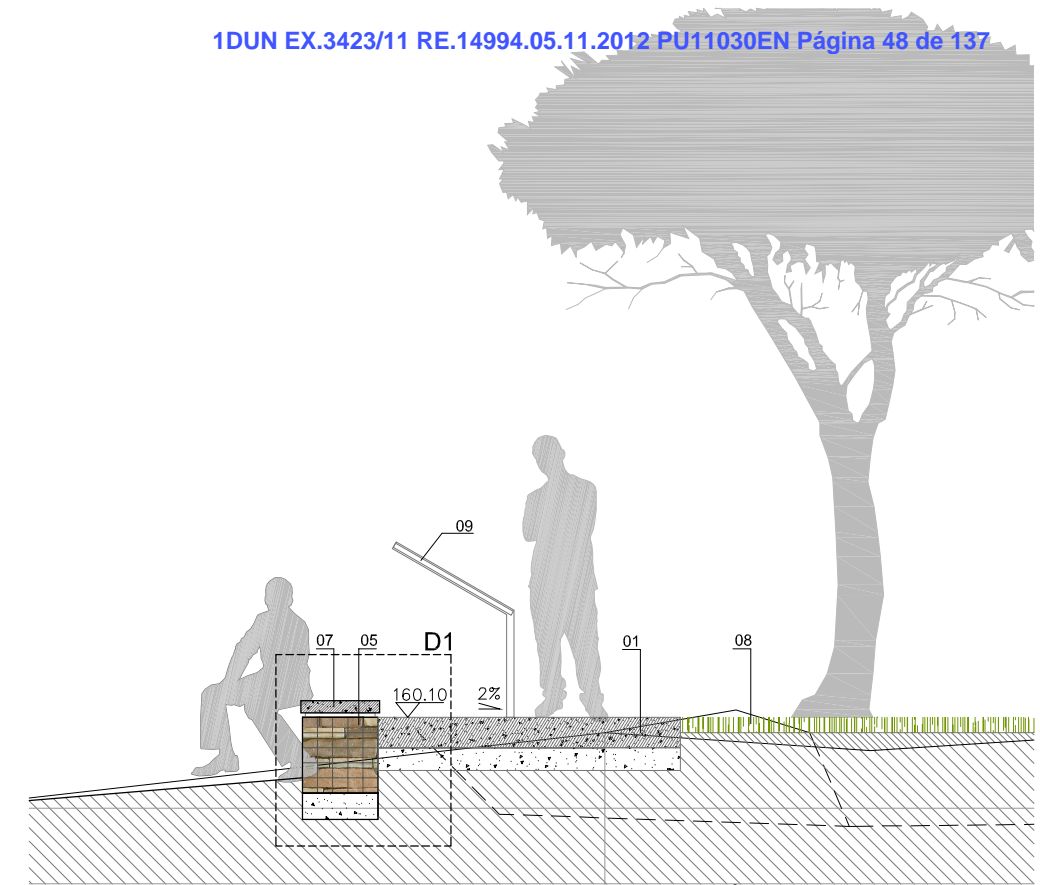 1DUN EX.3423/11 RE.14994.05.11.2012 PU11030EN Página 48 de 137
09
07 05 D1 01 08
160.10 2%